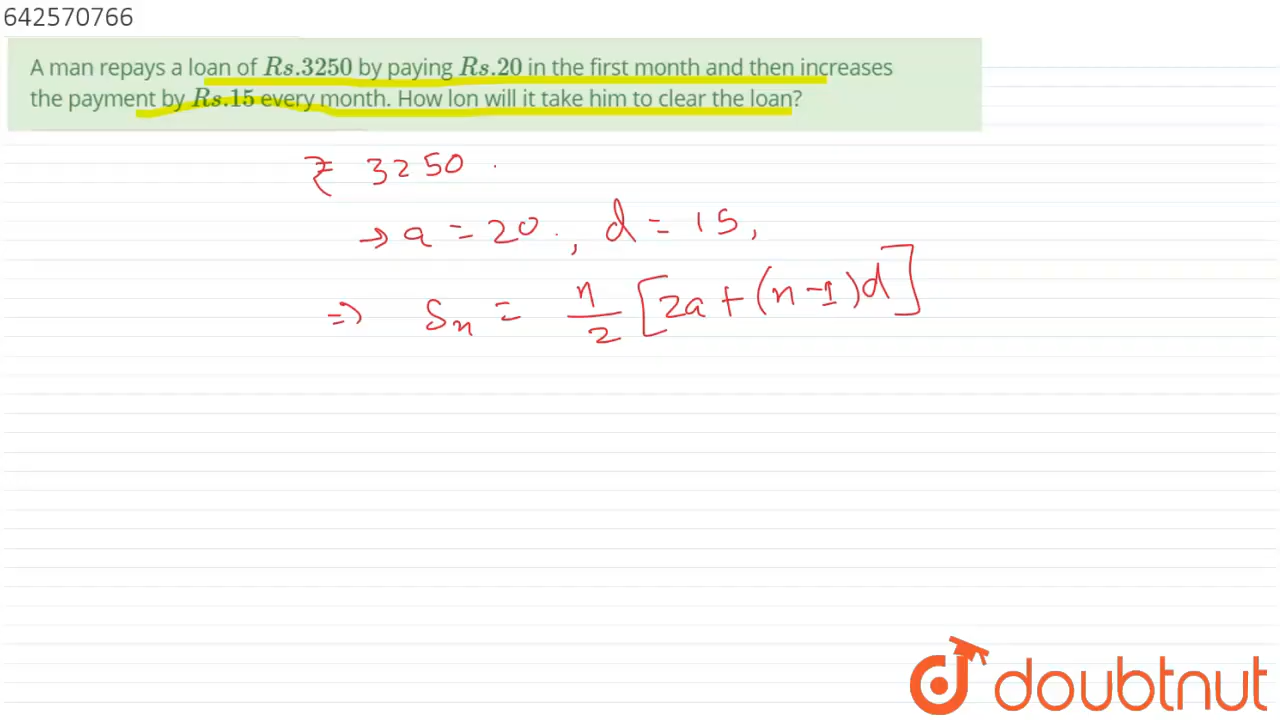 642570766
A man repays a loan of Rs.3250 by paying Rs.20 in the first month and then increases
the payment by Rs.15 every month. How lon will it take him to clear the loan?
₹ 3250 .
→ a = 20 . , d = 15 ,
⇒ Sn = n/2 [2a + (n-1)d]
doubtnut